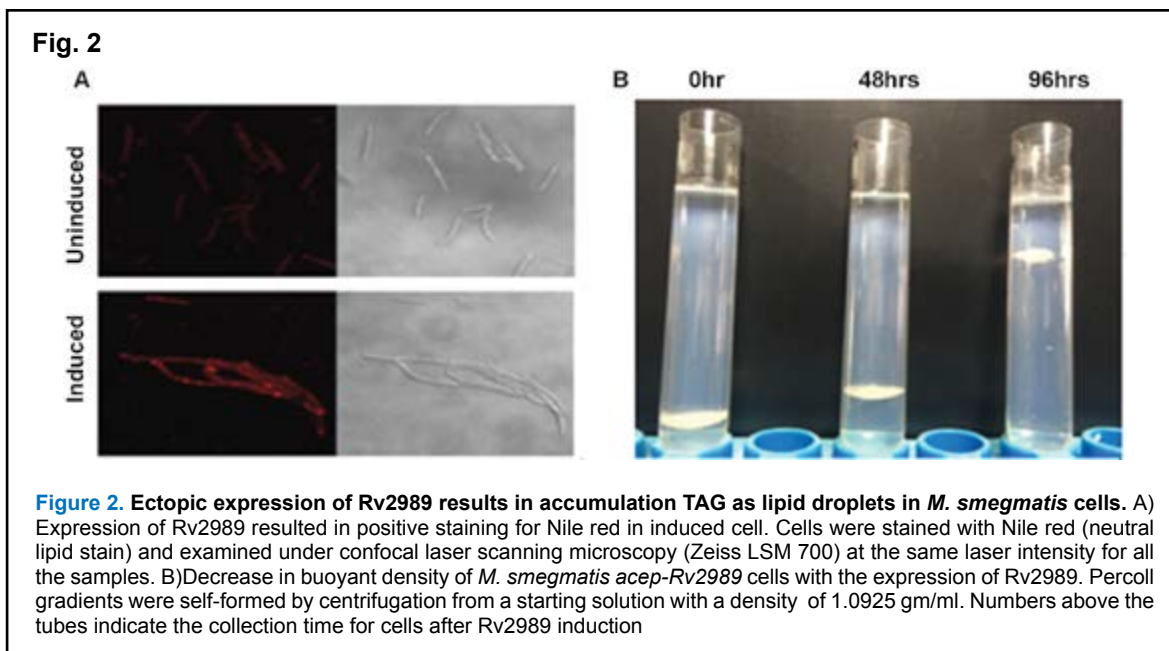 Fig. 2
A
B
0hr
48hrs
96hrs
Uninduced
Induced
Figure 2. Ectopic expression of Rv2989 results in accumulation TAG as lipid droplets in M. smegmatis cells. A)
Expression of Rv2989 resulted in positive staining for Nile red in induced cell. Cells were stained with Nile red (neutral
lipid stain) and examined under confocal laser scanning microscopy (Zeiss LSM 700) at the same laser intensity for all
the samples. B)Decrease in buoyant density of M. smegmatis acep-Rv2989 cells with the expression of Rv2989. Percoll
gradients were self-formed by centrifugation from a starting solution with a density of 1.0925 gm/ml. Numbers above the
tubes indicate the collection time for cells after Rv2989 induction